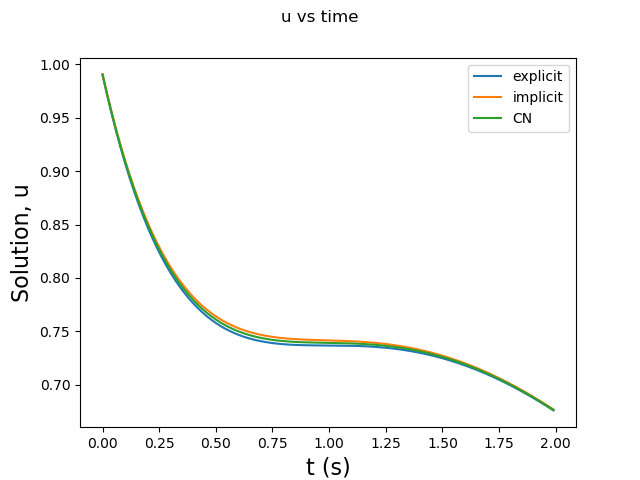 u vs time
1.00
0.95
0.90
0.85
0.80
0.75
0.70
Solution, u
explicit
implicit
CN
0.00 0.25 0.50 0.75 1.00 1.25 1.50 1.75 2.00
t (s)